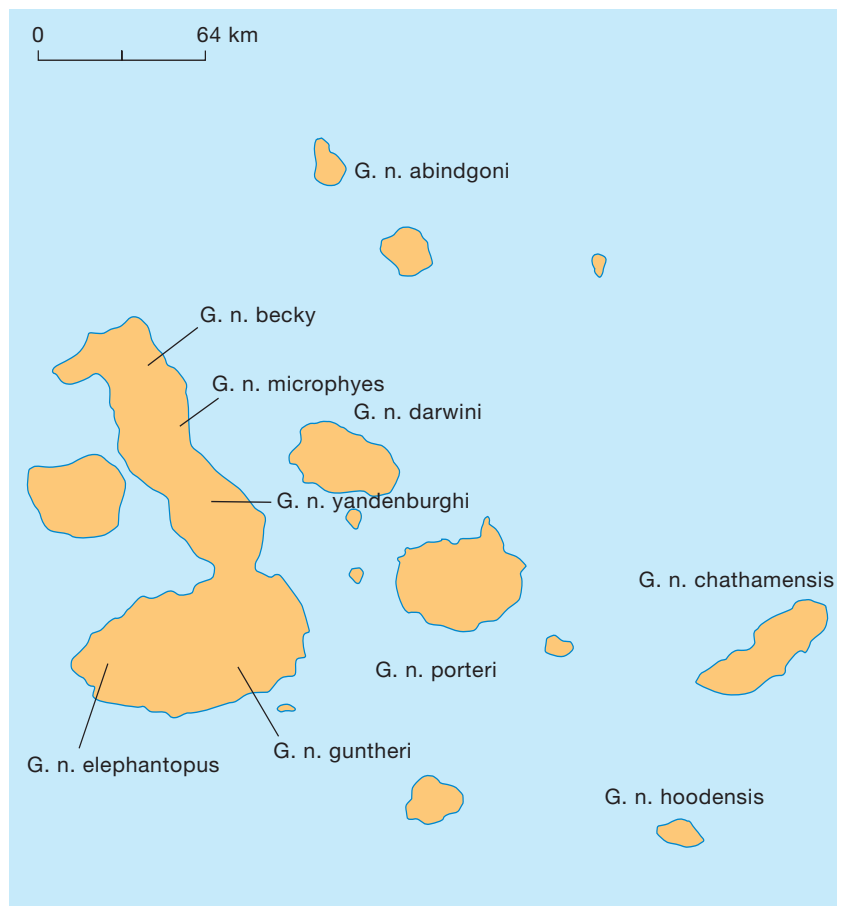 0 64 km
G. n. abindgoni
G. n. becky
G. n. microphyes
G. n. darwini
G. n. yandenburghi
G. n. chathamensis
G. n. porteri
G. n. guntheri
G. n. elephantopus
G. n. hoodensis